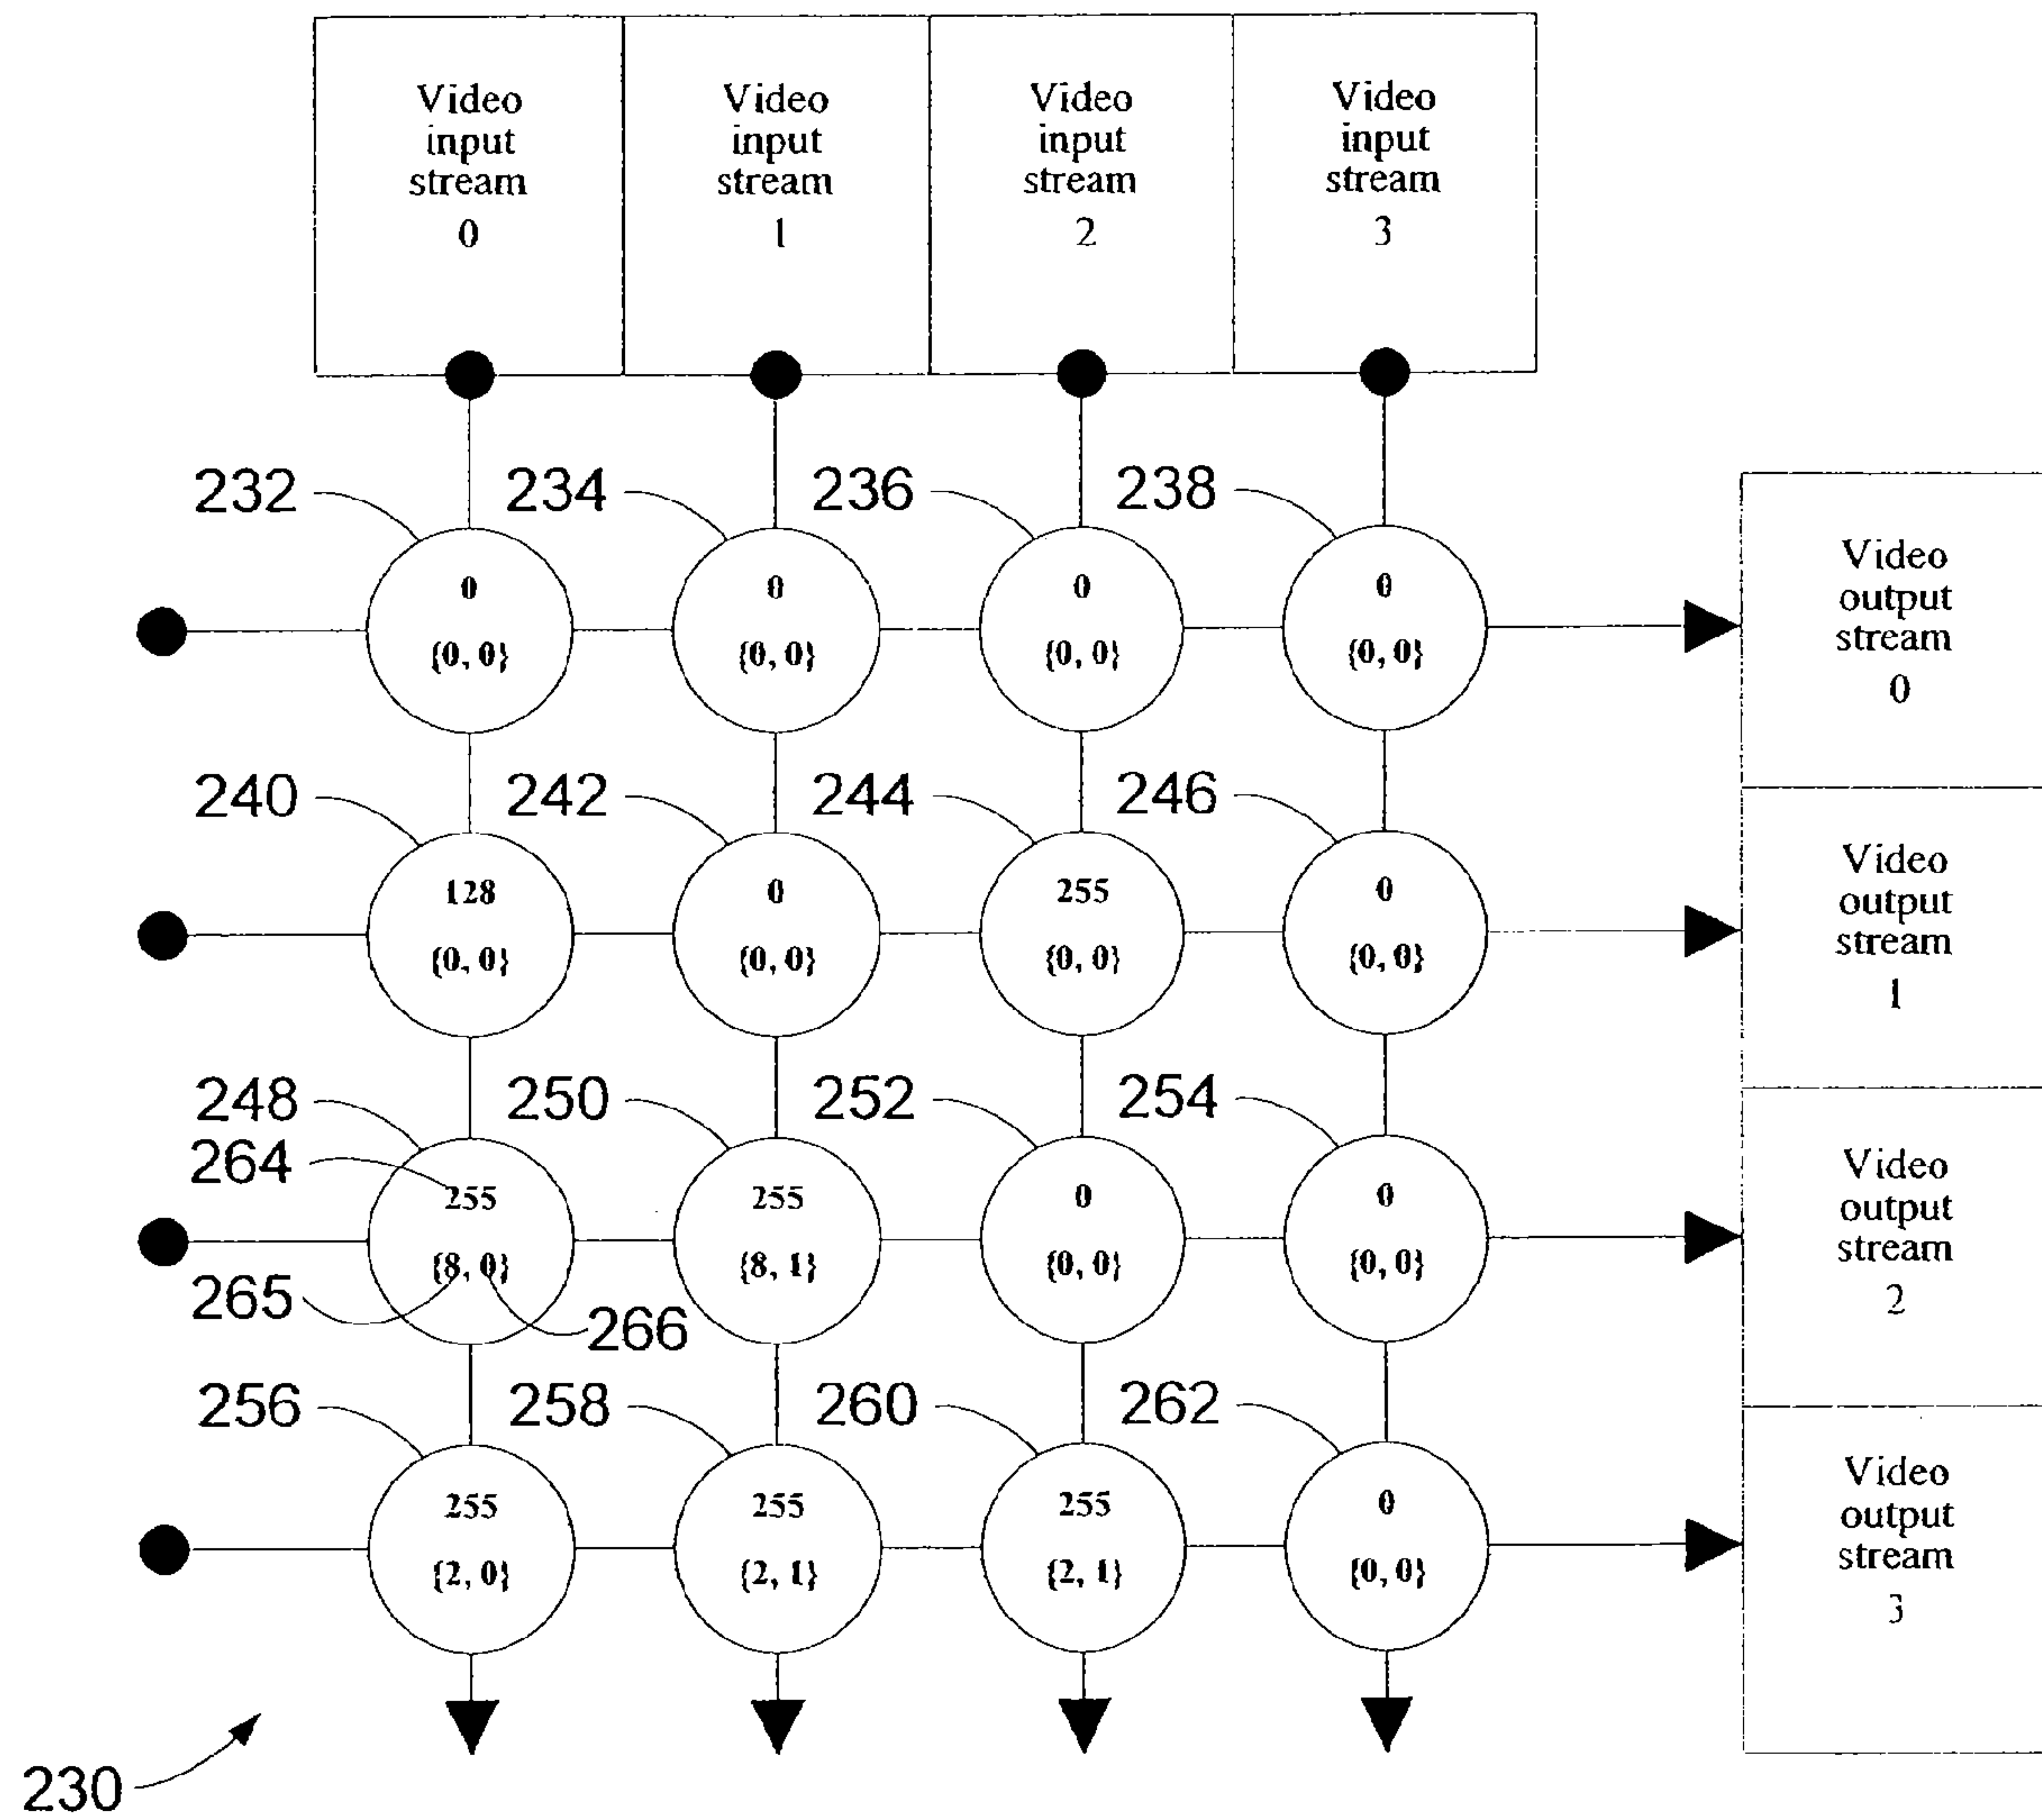 Video
input
stream
0
Video
input
stream
1
Video
input
stream
2
Video
input
stream
3
232
234
236
238
0
{0, 0}
0
{0, 0}
0
{0, 0}
0
{0, 0}
Video
output
stream
0
240
242
244
246
128
{0, 0}
0
{0, 0}
255
{0, 0}
0
{0, 0}
Video
output
stream
1
248
250
252
254
264
255
{8, 0}
255
{8, 1}
0
{0, 0}
0
{0, 0}
265
266
Video
output
stream
2
256
258
260
262
255
{2, 0}
255
{2, 1}
255
{2, 1}
0
{0, 0}
Video
output
stream
3
230